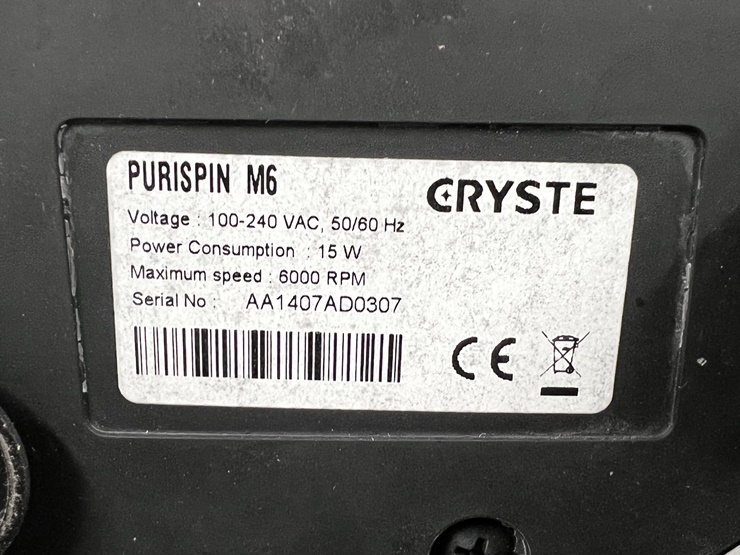 PURISPIN M6
CRYSTE
Voltage : 100-240 VAC, 50/60 Hz
Power Consumption : 15 W
Maximum speed : 6000 RPM
Serial No : AA1407AD0307
CE